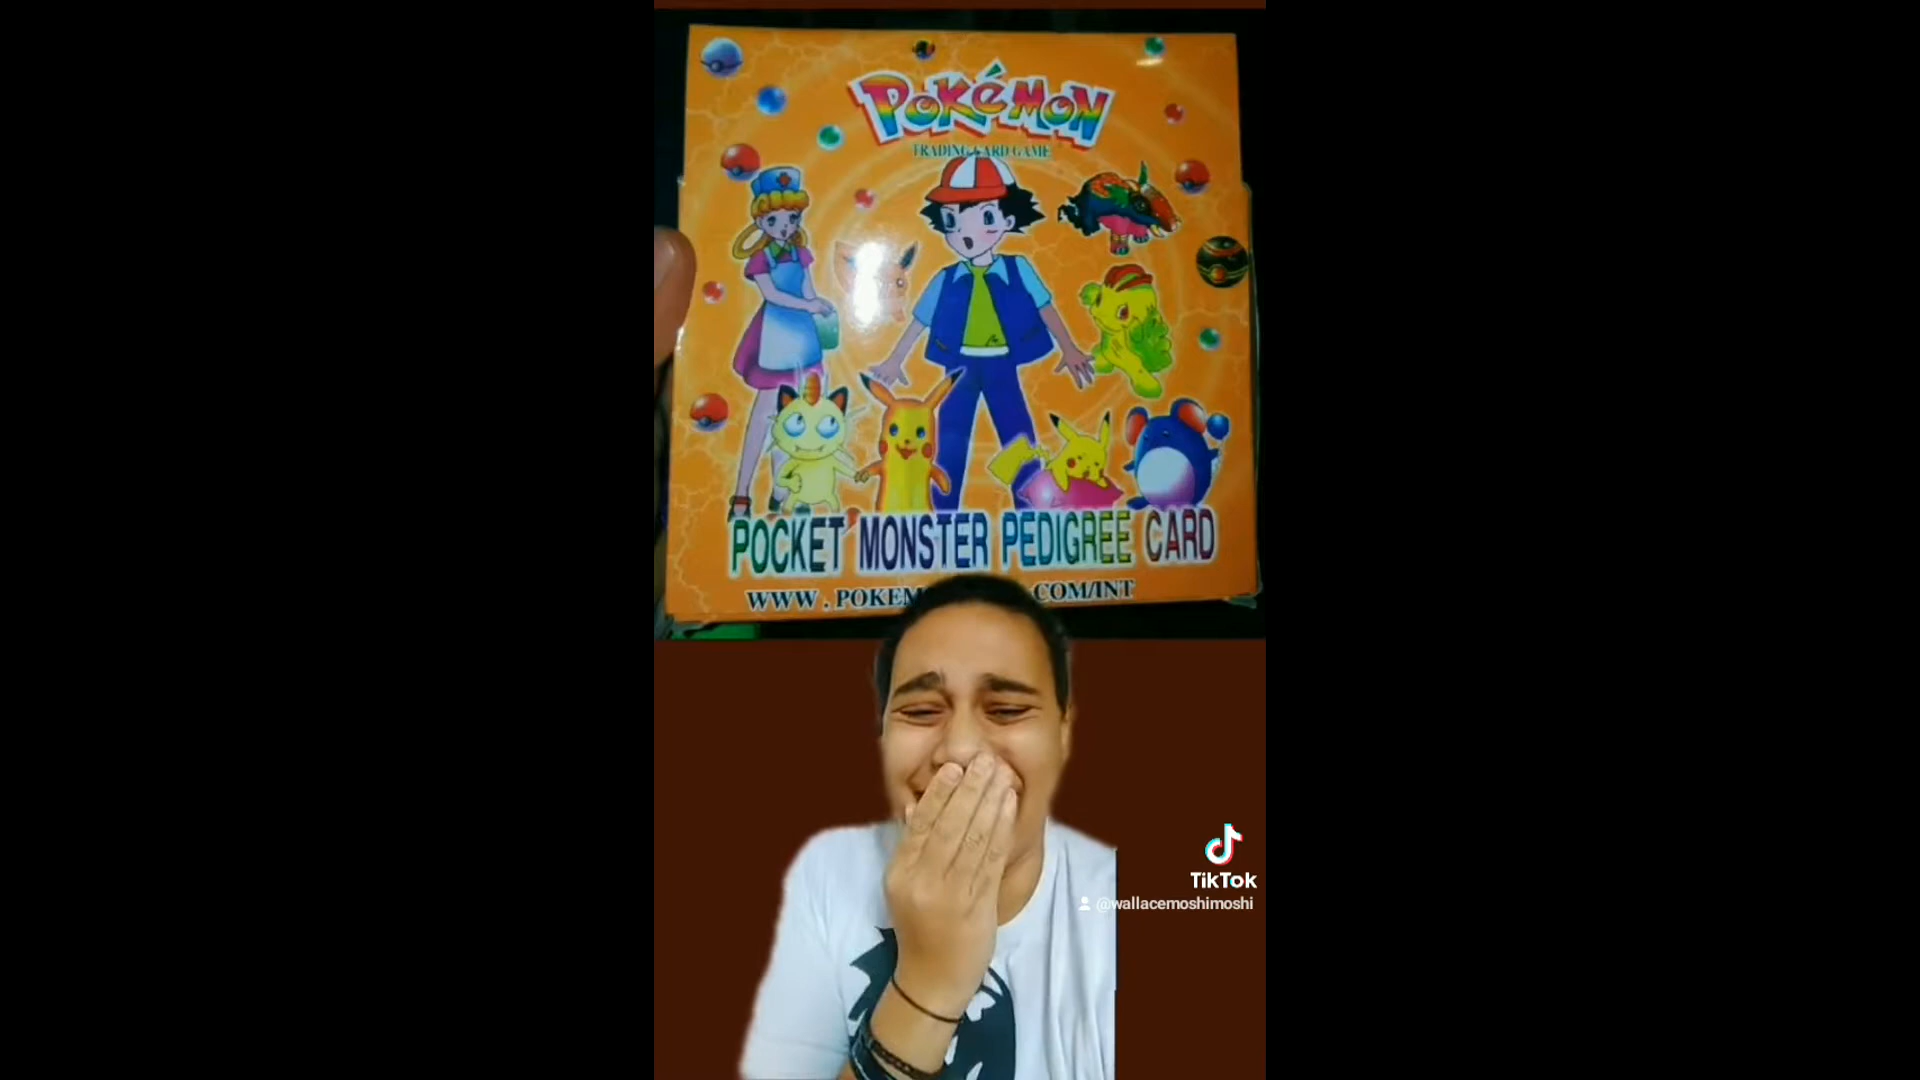 POKéMON
TRADING CARD GAME
POCKET MONSTER PEDIGREE CARD
WWW.POKEM COM/INT
TikTok
@wallacemoshimoshi